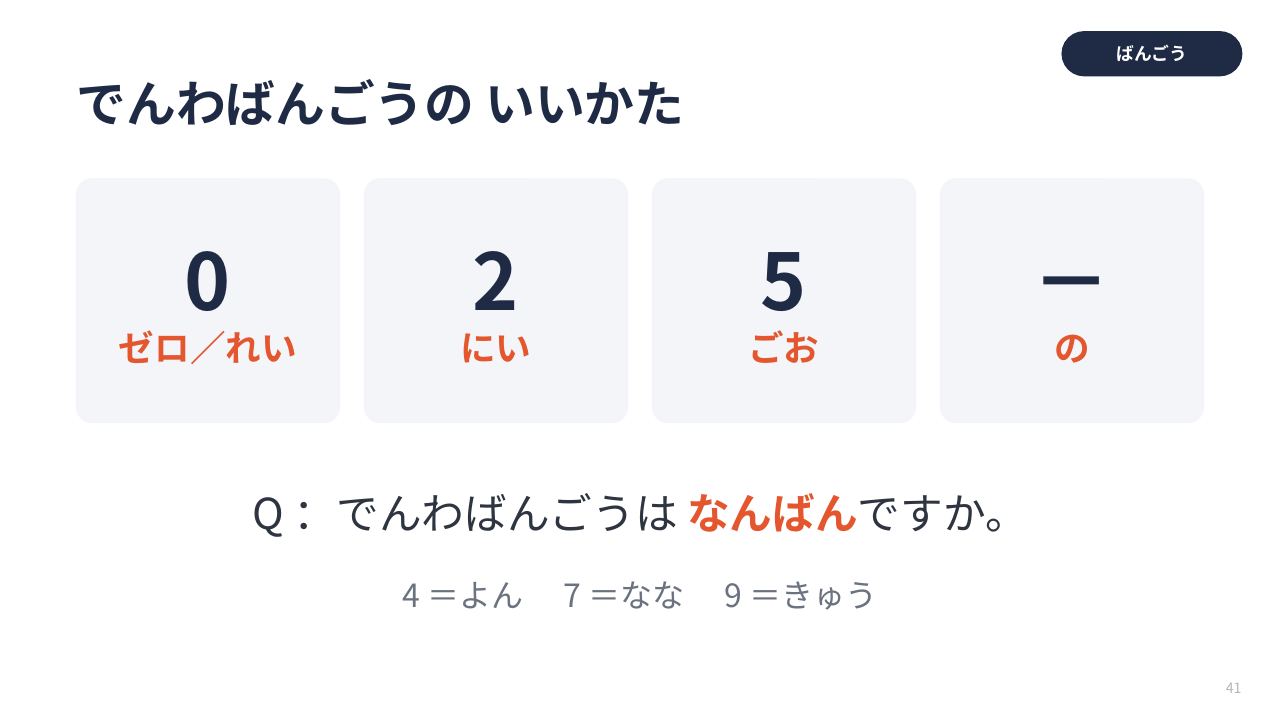 ばんごう
でんわばんごうの いいかた
0
ゼロ／れい
2
にい
5
ごお
ー
の
Q： でんわばんごうは なんばんですか。
4＝よん　7＝なな　9＝きゅう
41